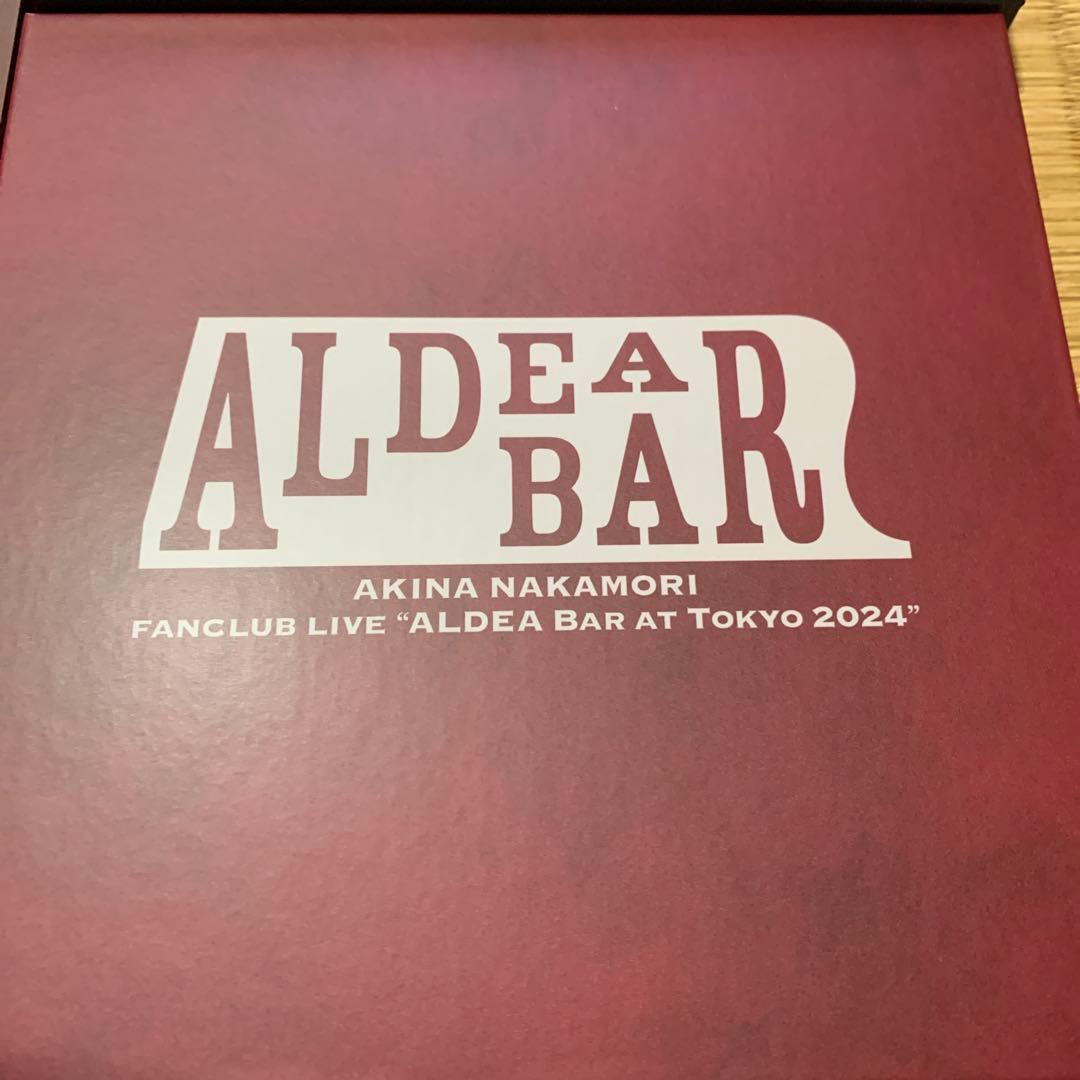 ALDEA
BAR
AKINA NAKAMORI
FANCLUB LIVE “ALDEA BAR AT TOKYO 2024”